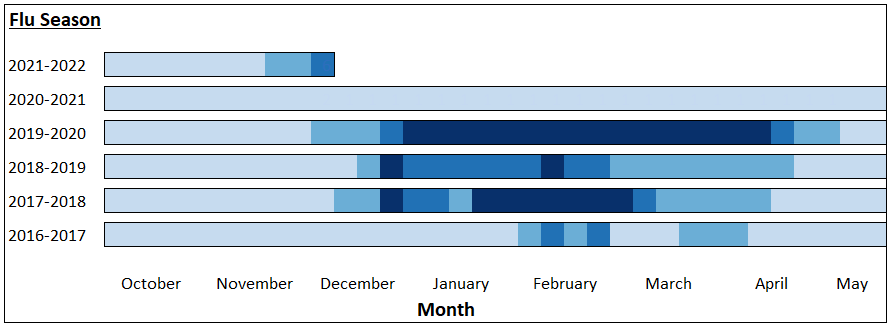 Flu Season
2021-2022
2020-2021
2019-2020
2018-2019
2017-2018
2016-2017
October November December January February March April May
Month